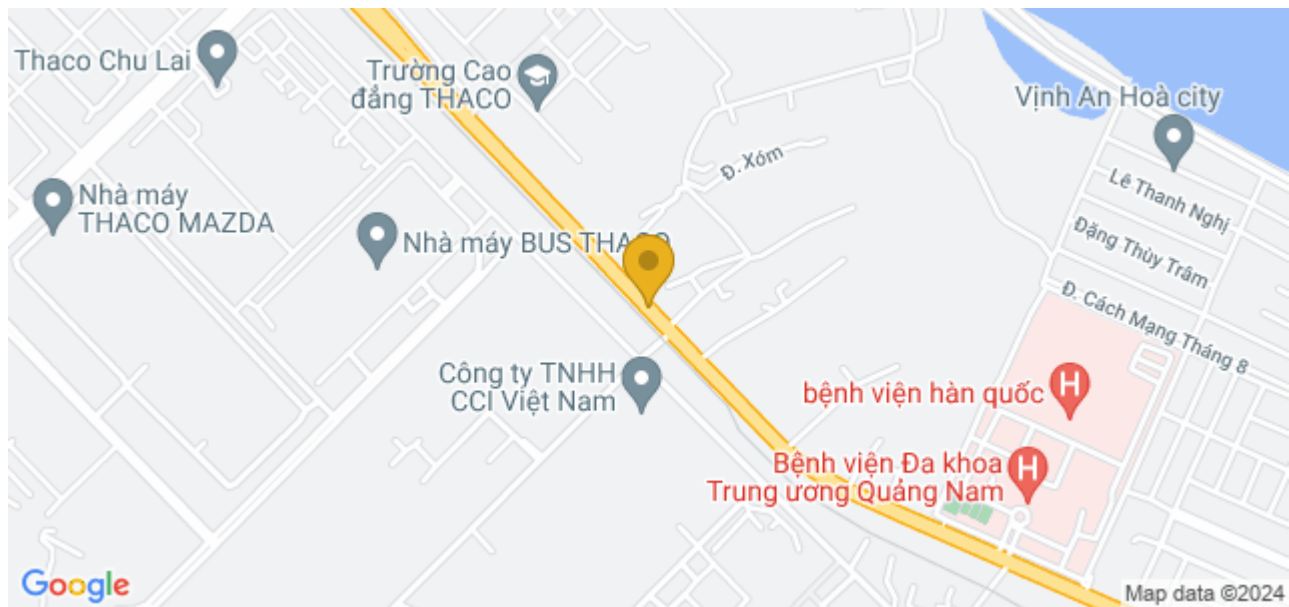 Thaco Chu Lai
Trường Cao
đẳng THACO
Vịnh An Hoà city
Đ. Xóm
Lê Thanh Nghị
Nhà máy
THACO MAZDA
Nhà máy BUS THACO
Đặng Thùy Trâm
Đ. Cách Mạng Tháng 8
Công ty TNHH
CCI Việt Nam
bệnh viện hàn quốc
H
Bệnh viện Đa khoa
Trung ương Quảng Nam
H
Google
Map data ©2024